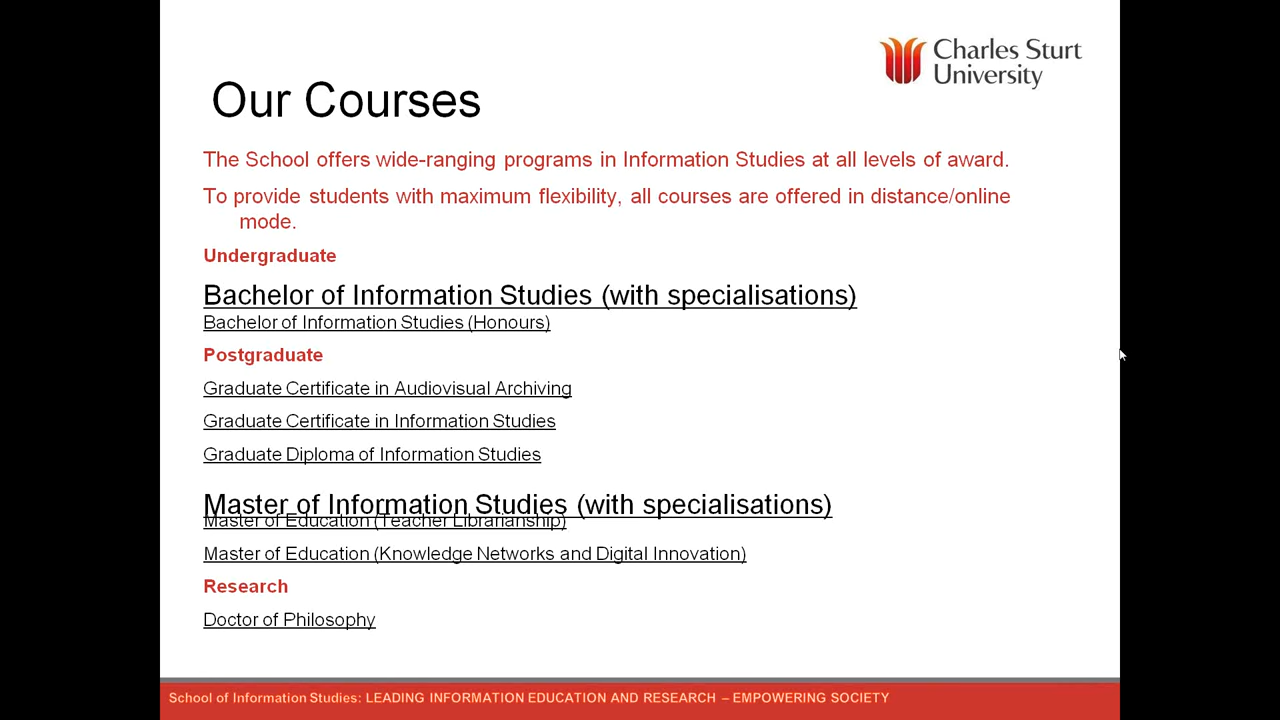 Charles Sturt
University
Our Courses
The School offers wide-ranging programs in Information Studies at all levels of award.
To provide students with maximum flexibility, all courses are offered in distance/online
mode.
Undergraduate
Bachelor of Information Studies (with specialisations)
Bachelor of Information Studies (Honours)
Postgraduate
Graduate Certificate in Audiovisual Archiving
Graduate Certificate in Information Studies
Graduate Diploma of Information Studies
Master of Information Studies (with specialisations)
Master of Education (Teacher Librarianship)
Master of Education (Knowledge Networks and Digital Innovation)
Research
Doctor of Philosophy
School of Information Studies: LEADING INFORMATION EDUCATION AND RESEARCH – EMPOWERING SOCIETY